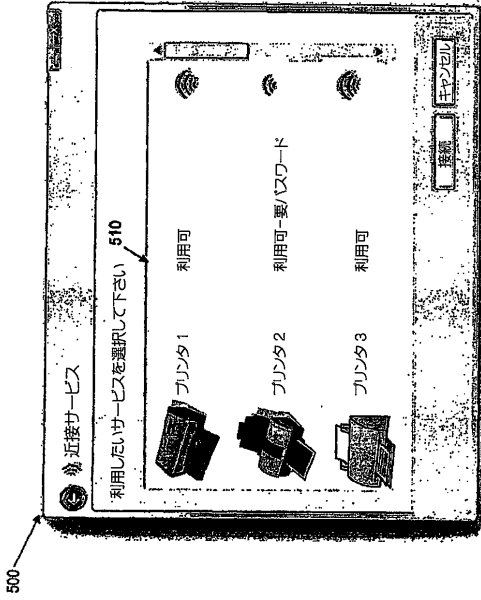 500
近接サービス
利用したいサービスを選択して下さい
510
プリンタ 1 利用可
プリンタ 2 利用可-要パスワード
プリンタ 3 利用可
接続 キャンセル